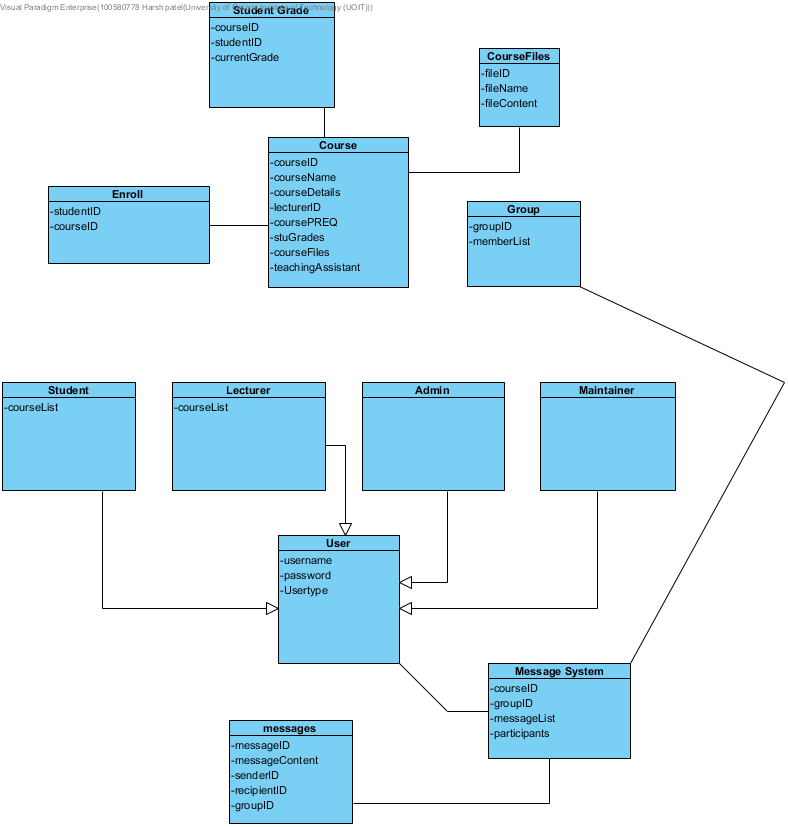 Visual Paradigm Enterprise(100580778 Harsh patel(University of Technology (UOIT)))
Student Grade
-courseID
-studentID
-currentGrade
CourseFiles
-fileID
-fileName
-fileContent
Course
-courseID
-courseName
-courseDetails
-lecturerID
-coursePREQ
-stuGrades
-courseFiles
-teachingAssistant
Enroll
-studentID
-courseID
Group
-groupID
-memberList
Student
-courseList
Lecturer
-courseList
Admin
Maintainer
User
-username
-password
-Usertype
Message System
-courseID
-groupID
-messageList
-participants
messages
-messageID
-messageContent
-senderID
-recipientID
-groupID